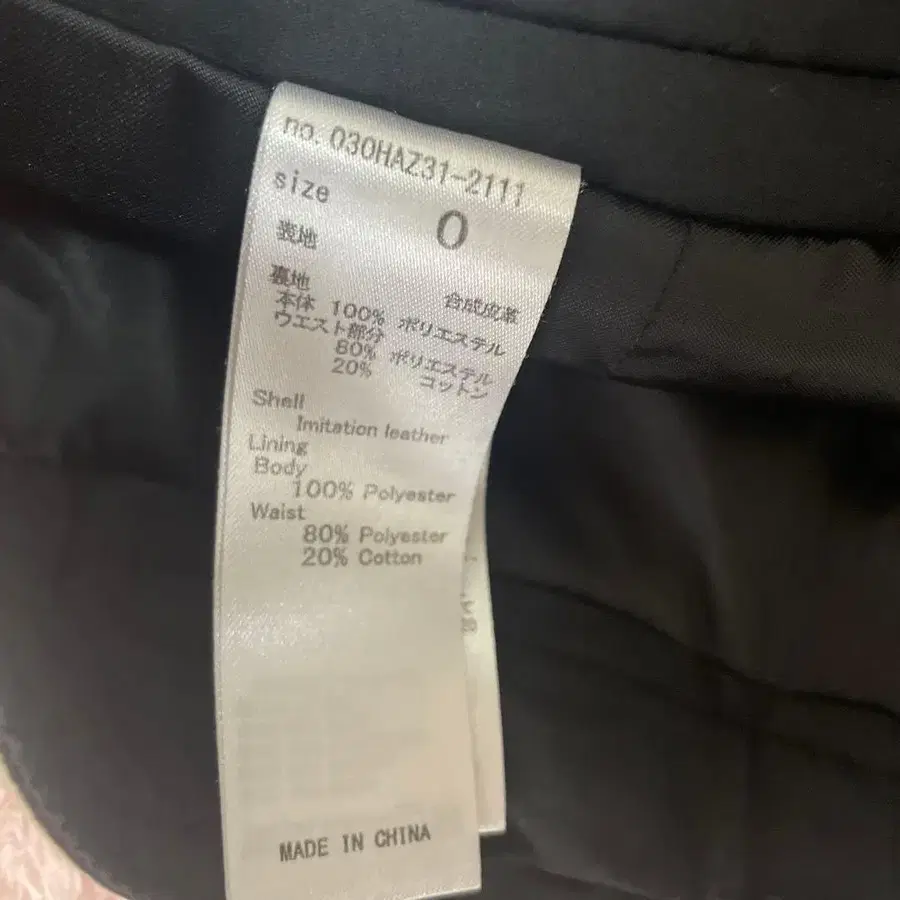 no. 030HAZ31-2111
size 0
表地
合成皮革
裏地
本体 100% ポリエステル
ウエスト部分
80% ポリエステル
20% コットン
Shell
Imitation leather
Lining
Body
100% Polyester
Waist
80% Polyester
20% Cotton
MADE IN CHINA